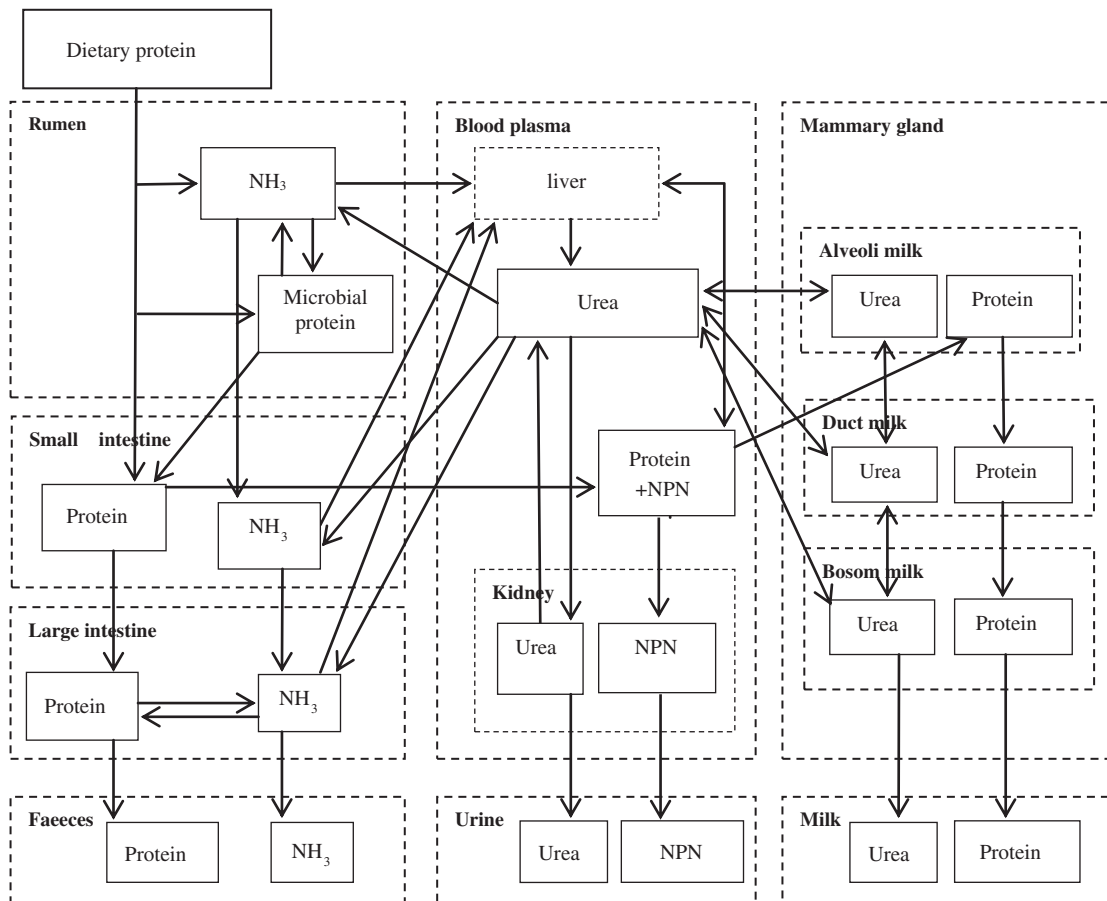 Dietary protein
Rumen
NH3
Microbial
protein
Small intestine
Protein
NH3
Large intestine
Protein
NH3
Faeeces
Protein
NH3
Blood plasma
liver
Urea
Protein
+NPN
Kidney
Urea
NPN
Urine
Urea
NPN
Mammary gland
Alveoli milk
Urea
Protein
Duct milk
Urea
Protein
Bosom milk
Urea
Protein
Milk
Urea
Protein